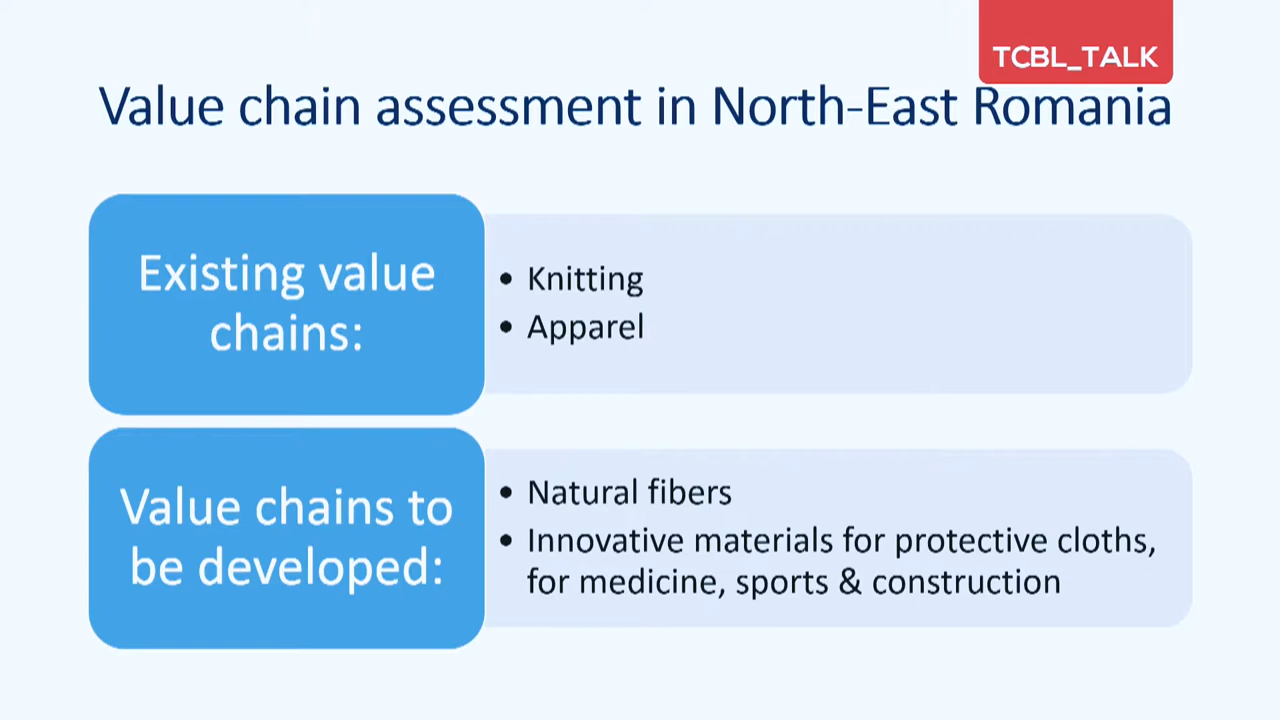 TCBL_TALK
Value chain assessment in North-East Romania
Existing value
chains:
• Knitting
• Apparel
Value chains to
be developed:
• Natural fibers
• Innovative materials for protective cloths,
for medicine, sports & construction